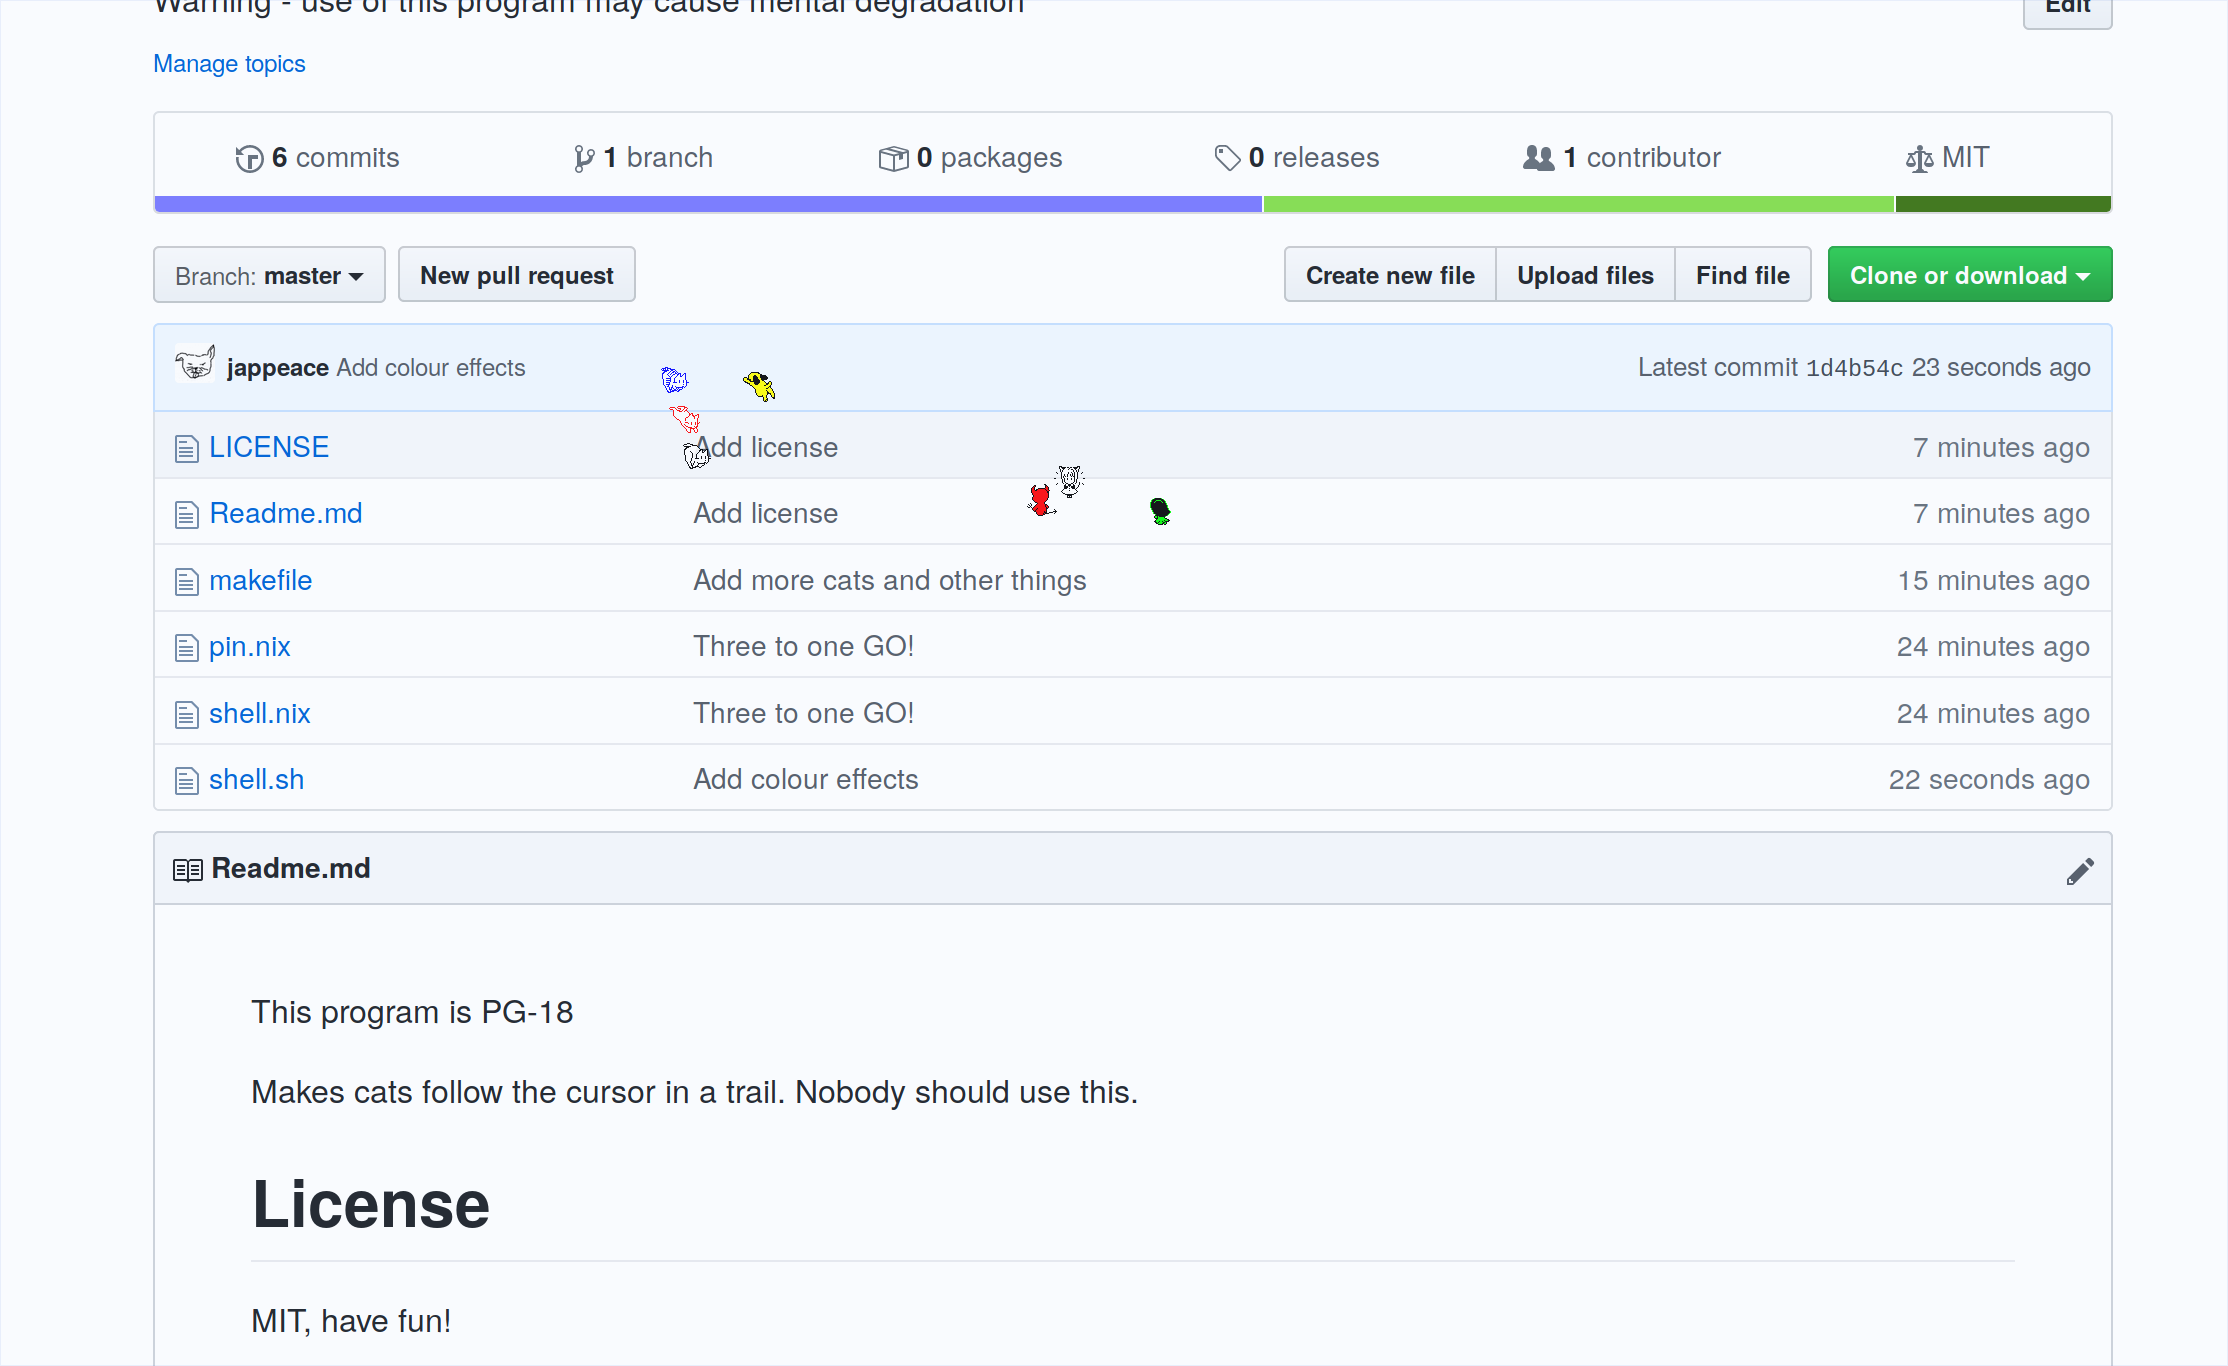 Warning - use of this program may cause mental degradation
Edit
Manage topics
6 commits 1 branch 0 packages 0 releases 1 contributor MIT
Branch: master New pull request Create new file Upload files Find file Clone or download
jappeace Add colour effects Latest commit 1d4b54c 23 seconds ago
LICENSE Add license 7 minutes ago
Readme.md Add license 7 minutes ago
makefile Add more cats and other things 15 minutes ago
pin.nix Three to one GO! 24 minutes ago
shell.nix Three to one GO! 24 minutes ago
shell.sh Add colour effects 22 seconds ago
Readme.md
This program is PG-18
Makes cats follow the cursor in a trail. Nobody should use this.
License
MIT, have fun!